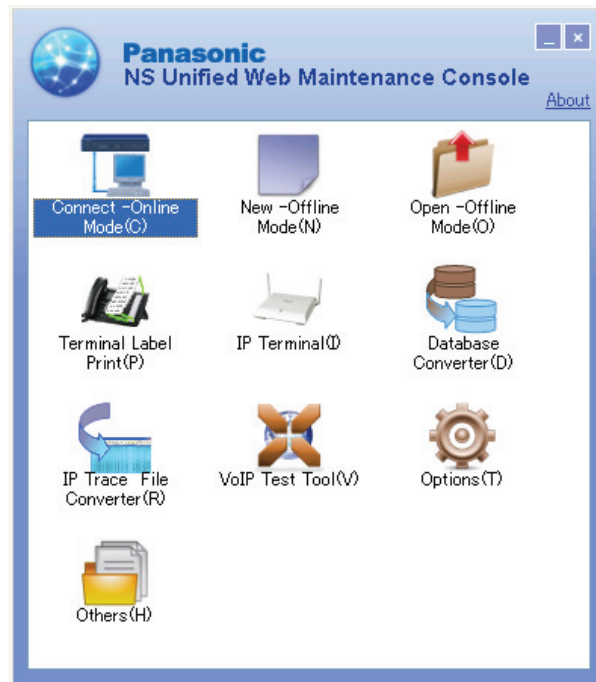 Panasonic
NS Unified Web Maintenance Console
About
Connect -Online
Mode(C)
New -Offline
Mode(N)
Open -Offline
Mode(O)
Terminal Label
Print(P)
IP Terminal(I)
Database
Converter(D)
IP Trace File
Converter(R)
VoIP Test Tool(V)
Options(T)
Others(H)